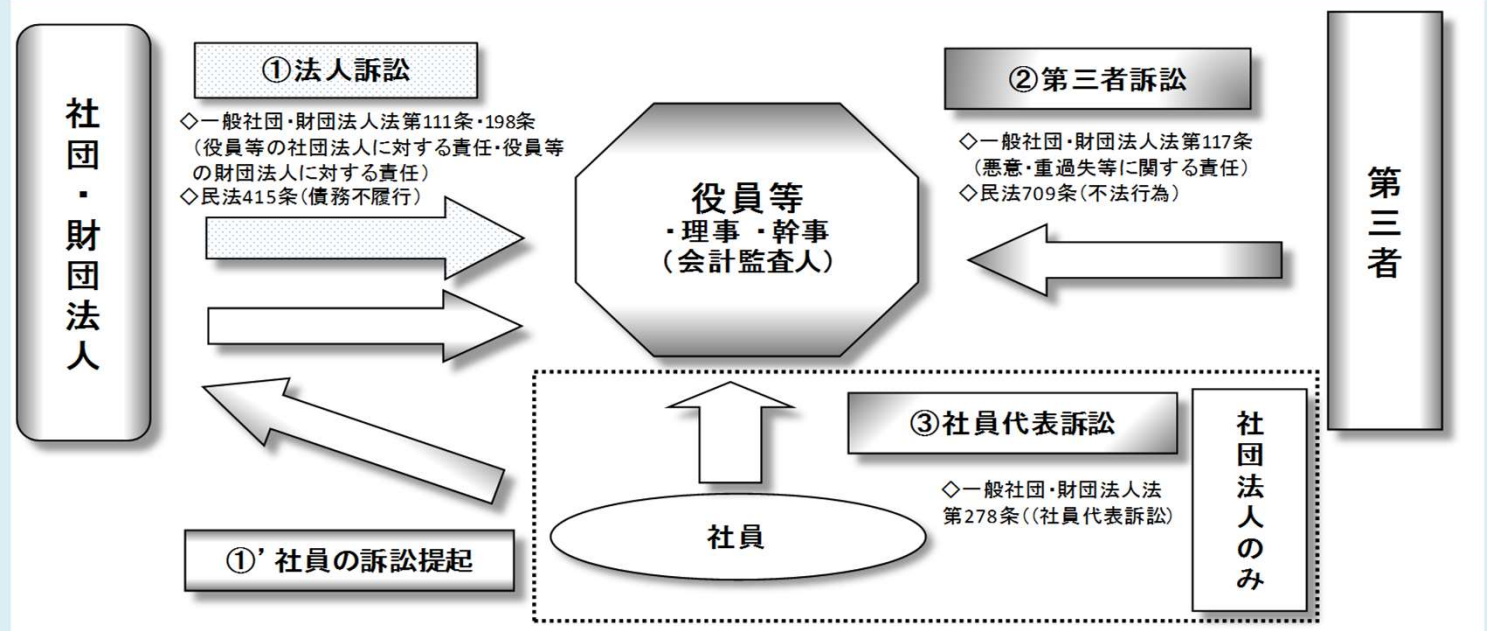 社団・財団法人
①法人訴訟
◇一般社団・財団法人法第111条・198条
（役員等の社団法人に対する責任・役員等
の財団法人に対する責任）
◇民法415条（債務不履行）
役員等
・理事 ・幹事
（会計監査人）
②第三者訴訟
◇一般社団・財団法人法第117条
（悪意・重過失等に関する責任）
◇民法709条（不法行為）
第三者
①’社員の訴訟提起
社員
③社員代表訴訟
◇一般社団・財団法人法
第278条（（社員代表訴訟）
社団法人のみ